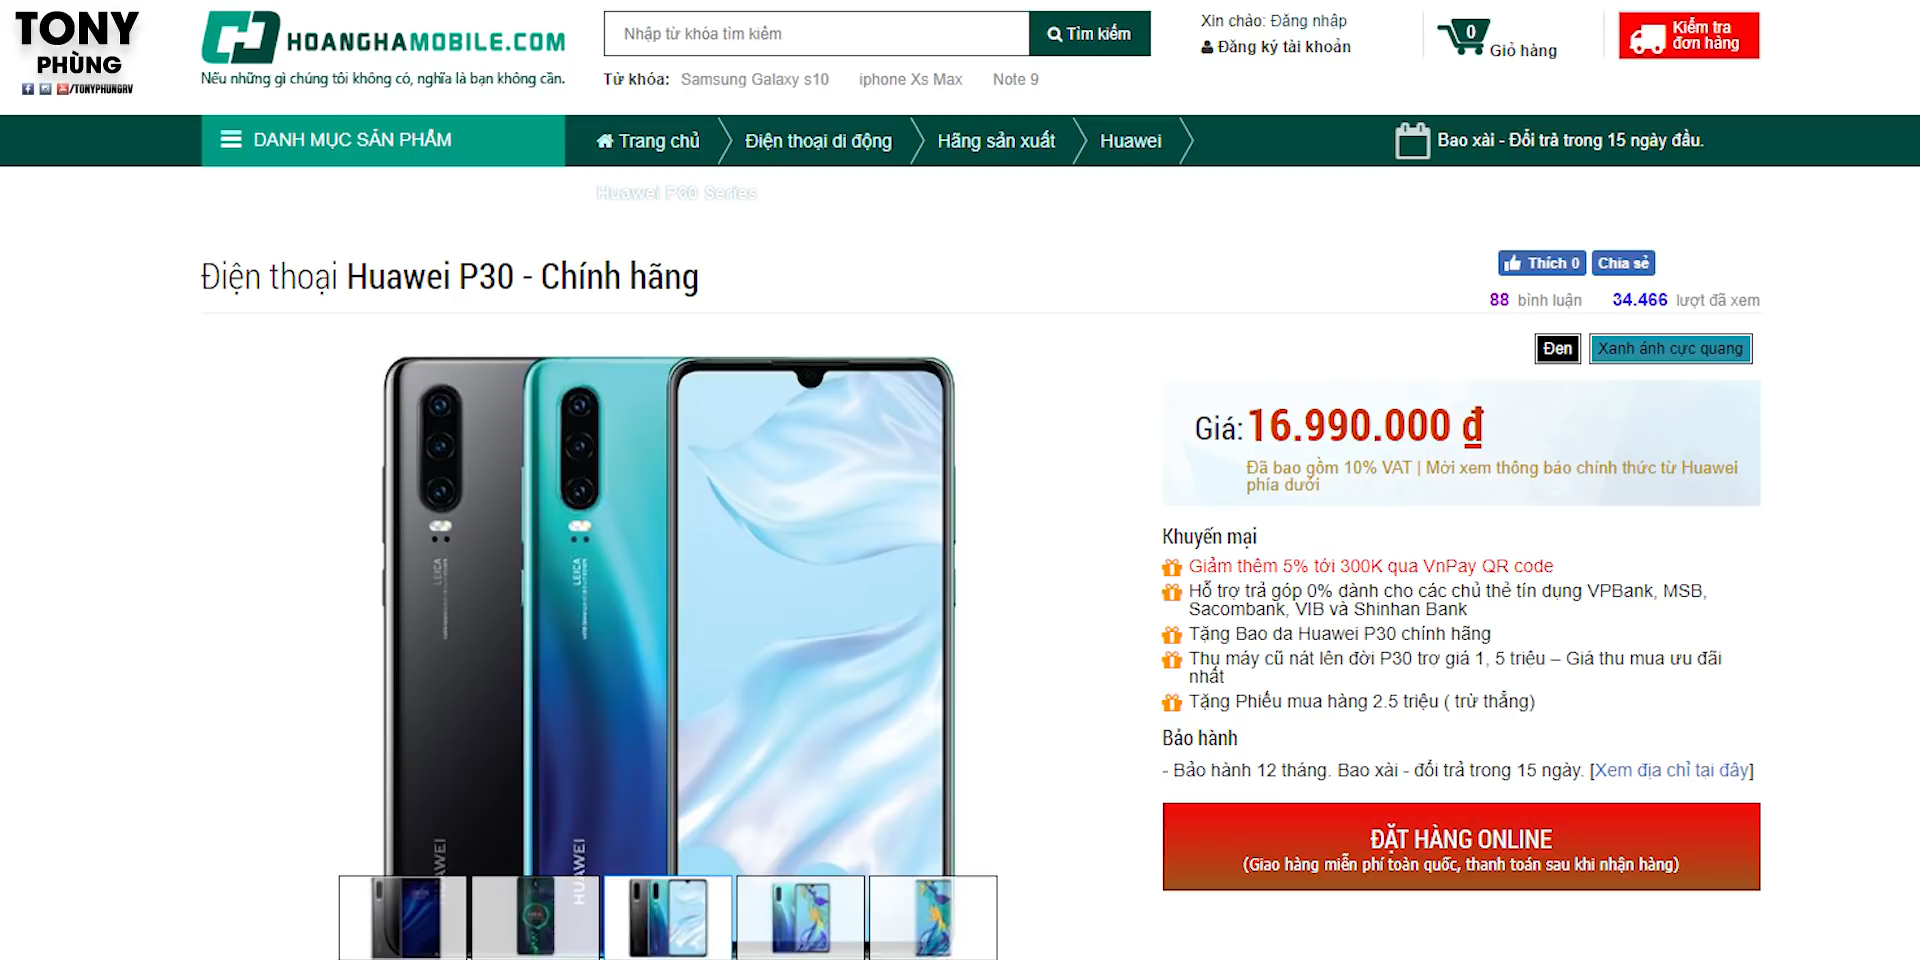 TONY
PHÙNG
/TONYPHUNGRV
HOANGHAMOBILE.COM
Nếu những gì chúng tôi không có, nghĩa là bạn không cần.
Nhập từ khóa tìm kiếm
Tìm kiếm
Từ khóa: Samsung Galaxy s10 iphone Xs Max Note 9
Xin chào: Đăng nhập
Đăng ký tài khoản
0
Giỏ hàng
Kiểm tra
đơn hàng
DANH MỤC SẢN PHẨM
Trang chủ
Điện thoại di động
Hãng sản xuất
Huawei
Bao xài - Đổi trả trong 15 ngày đầu.
Huawei P30 Series
Điện thoại Huawei P30 - Chính hãng
Thích 0
Chia sẻ
88 bình luận
34.466 lượt đã xem
Đen
Xanh ánh cực quang
Giá: 16.990.000 ₫
Đã bao gồm 10% VAT | Mời xem thông báo chính thức từ Huawei
phía dưới
Khuyến mại
Giảm thêm 5% tới 300K qua VnPay QR code
Hỗ trợ trả góp 0% dành cho các chủ thẻ tín dụng VPBank, MSB,
Sacombank, VIB và Shinhan Bank
Tặng Bao da Huawei P30 chính hãng
Thu máy cũ nát lên đời P30 trợ giá 1, 5 triệu – Giá thu mua ưu đãi
nhất
Tặng Phiếu mua hàng 2.5 triệu ( trừ thẳng)
Bảo hành
- Bảo hành 12 tháng. Bao xài - đổi trả trong 15 ngày. [Xem địa chỉ tại đây]
ĐẶT HÀNG ONLINE
(Giao hàng miễn phí toàn quốc, thanh toán sau khi nhận hàng)
LEICA
LEICA
HUAWEI
HUAWEI